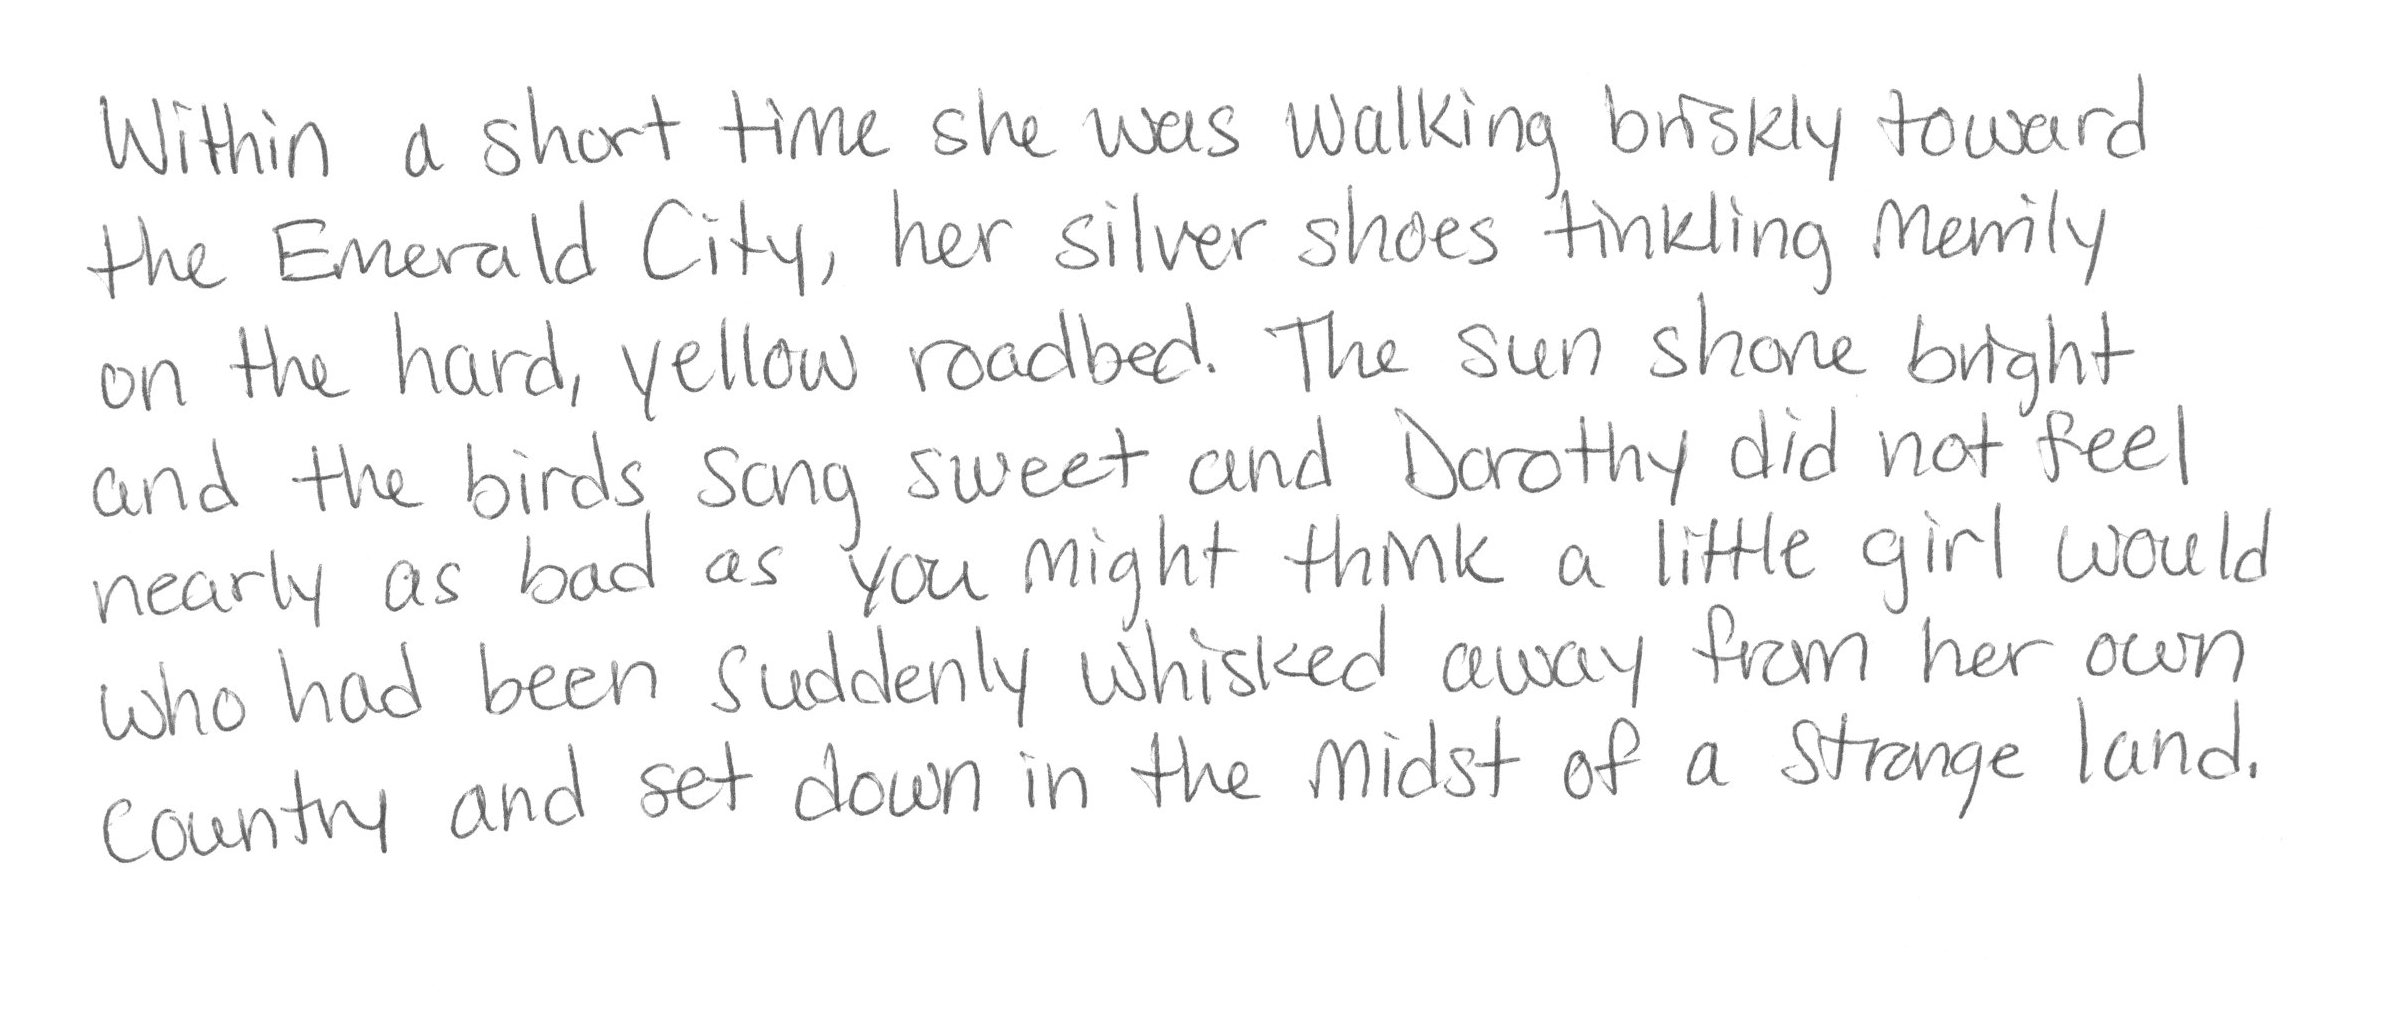 Within a short time she was walking briskly toward
the Emerald City, her silver shoes tinkling merrily
on the hard, yellow roadbed. The sun shone bright
and the birds sang sweet and Dorothy did not feel
nearly as bad as you might think a little girl would
who had been suddenly whisked away from her own
country and set down in the midst of a strange land.